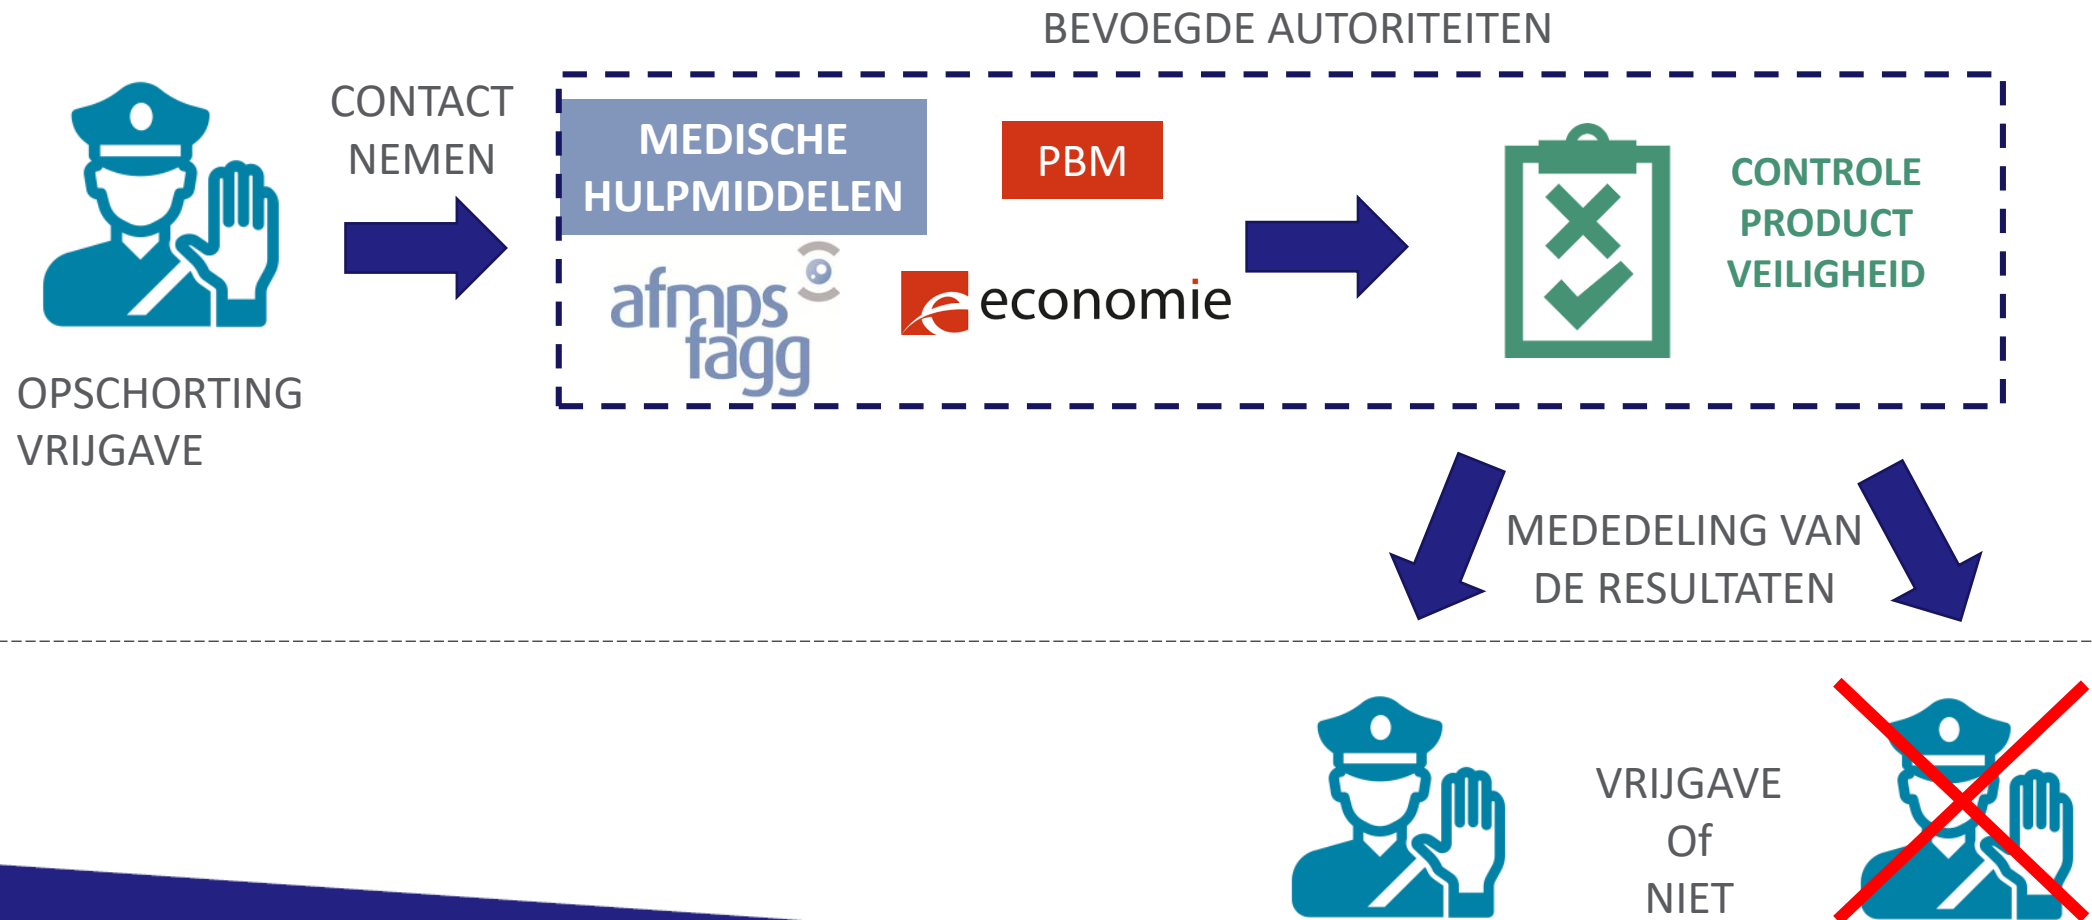 BEVOEGDE AUTORITEITEN
CONTACT
NEMEN
MEDISCHE
HULPMIDDELEN
PBM
CONTROLE
PRODUCT
VEILIGHEID
afmps
fagg
economie
OPSCHORTING
VRIJGAVE
MEDEDELING VAN
DE RESULTATEN
VRIJGAVE
Of
NIET